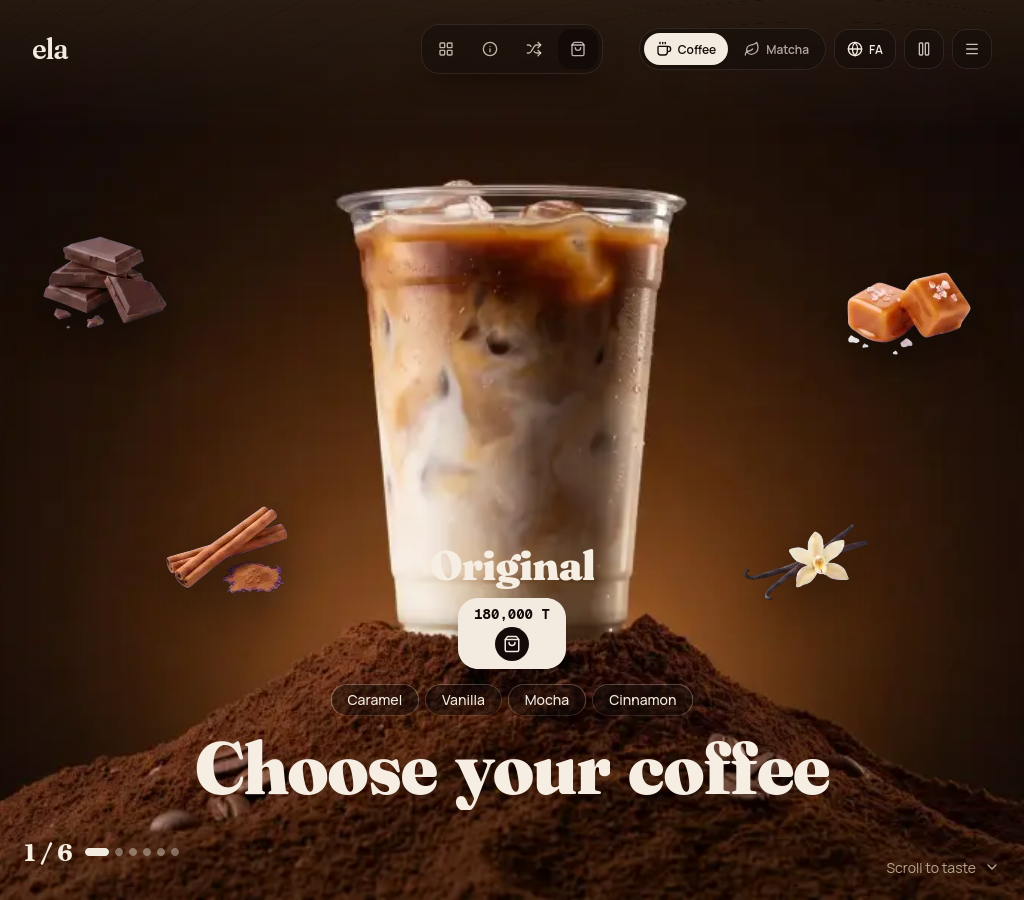 ela
Coffee
Matcha
FA
Original
180,000 T
Caramel
Vanilla
Mocha
Cinnamon
Choose your coffee
1 / 6
Scroll to taste